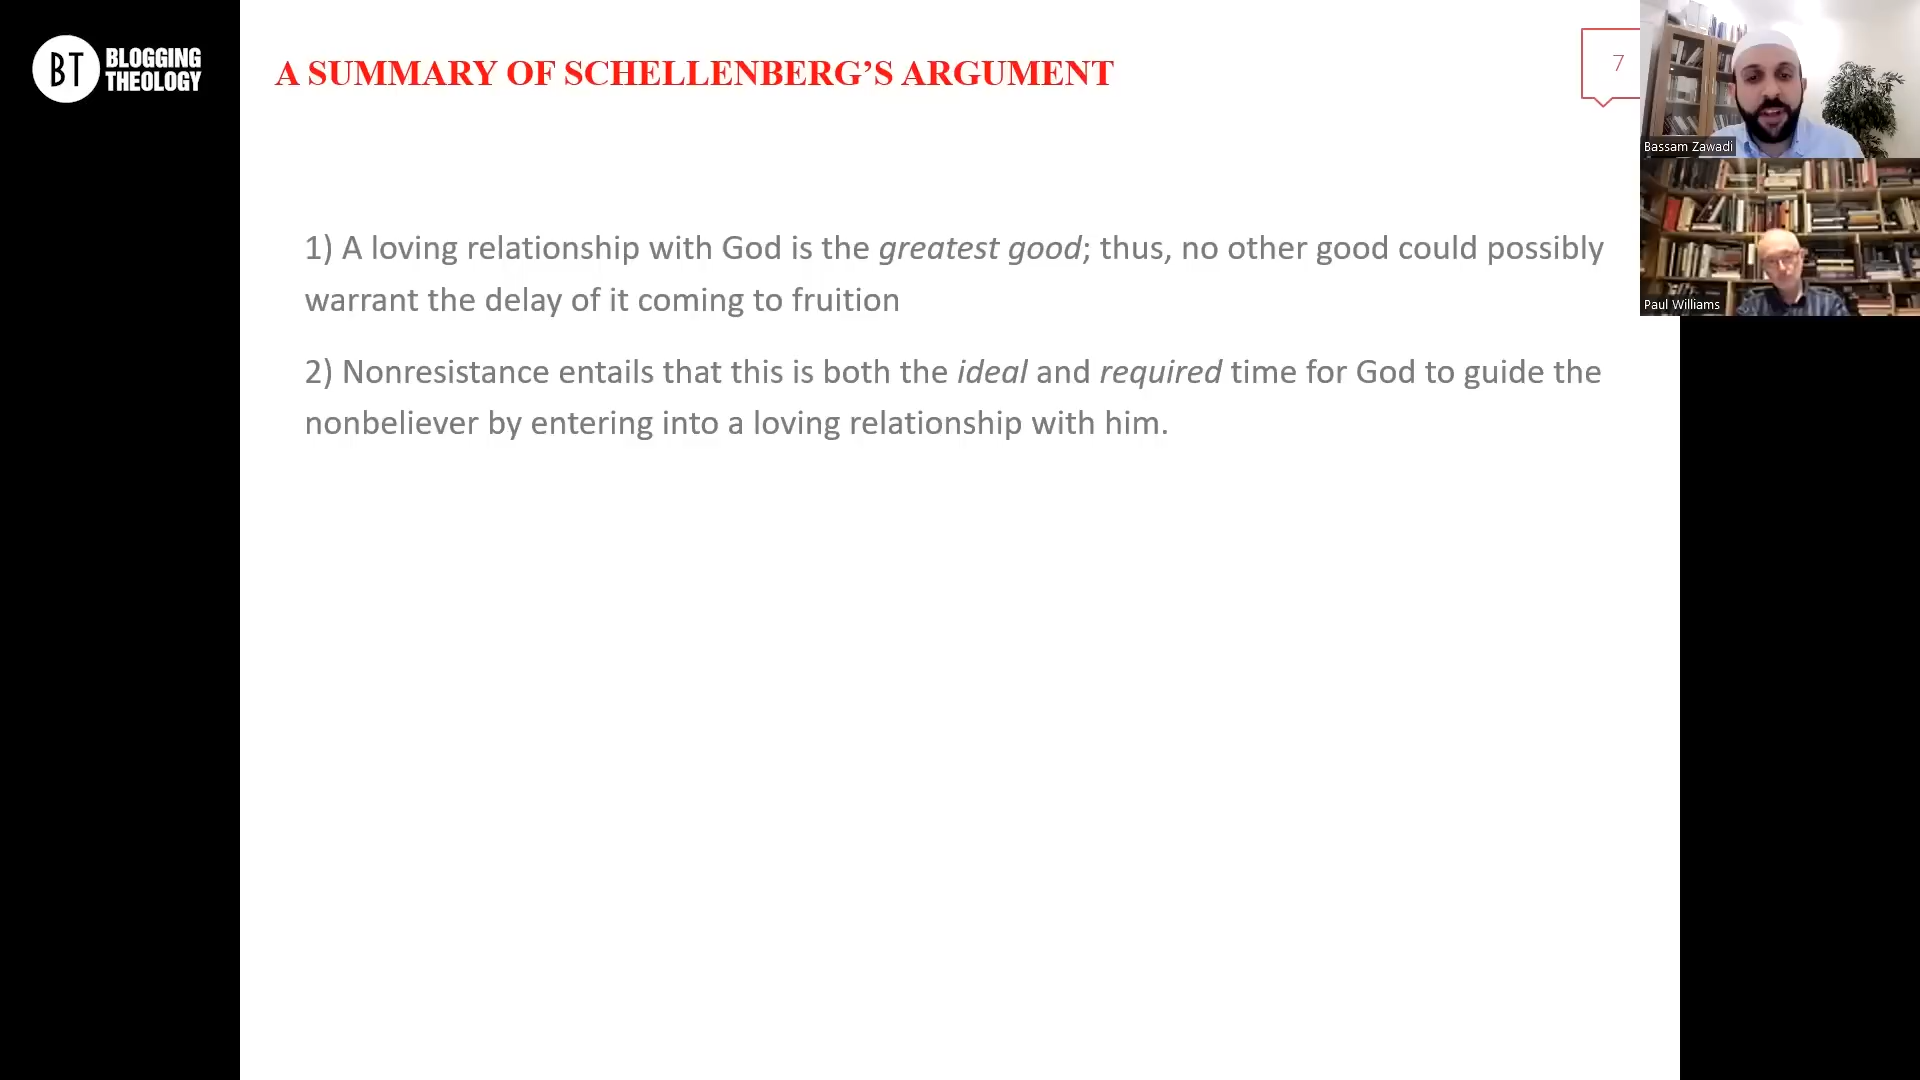 BT BLOGGING
THEOLOGY
A SUMMARY OF SCHELLENBERG’S ARGUMENT
7
1) A loving relationship with God is the greatest good; thus, no other good could possibly
warrant the delay of it coming to fruition
2) Nonresistance entails that this is both the ideal and required time for God to guide the
nonbeliever by entering into a loving relationship with him.
Bassam Zawadi
Paul Williams